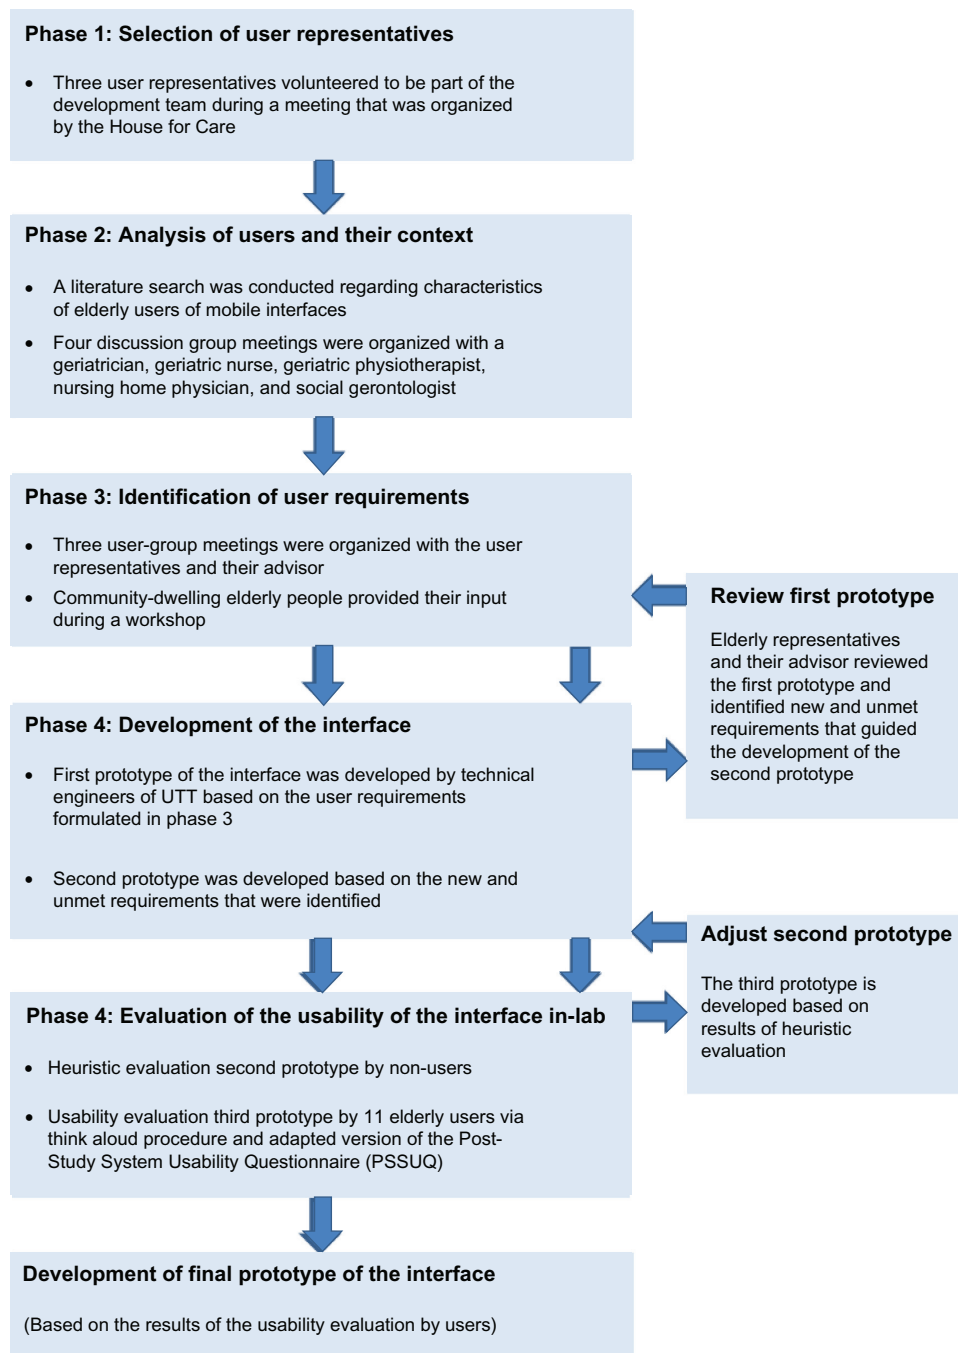 Phase 1: Selection of user representatives
• Three user representatives volunteered to be part of the
development team during a meeting that was organized
by the House for Care
Phase 2: Analysis of users and their context
• A literature search was conducted regarding characteristics
of elderly users of mobile interfaces
• Four discussion group meetings were organized with a
geriatrician, geriatric nurse, geriatric physiotherapist,
nursing home physician, and social gerontologist
Phase 3: Identification of user requirements
• Three user-group meetings were organized with the user
representatives and their advisor
• Community-dwelling elderly people provided their input
during a workshop
Review first prototype
Elderly representatives
and their advisor reviewed
the first prototype and
identified new and unmet
requirements that guided
the development of the
second prototype
Phase 4: Development of the interface
• First prototype of the interface was developed by technical
engineers of UTT based on the user requirements
formulated in phase 3
• Second prototype was developed based on the new and
unmet requirements that were identified
Adjust second prototype
The third prototype is
developed based on
results of heuristic
evaluation
Phase 4: Evaluation of the usability of the interface in-lab
• Heuristic evaluation second prototype by non-users
• Usability evaluation third prototype by 11 elderly users via
think aloud procedure and adapted version of the Post-
Study System Usability Questionnaire (PSSUQ)
Development of final prototype of the interface
(Based on the results of the usability evaluation by users)